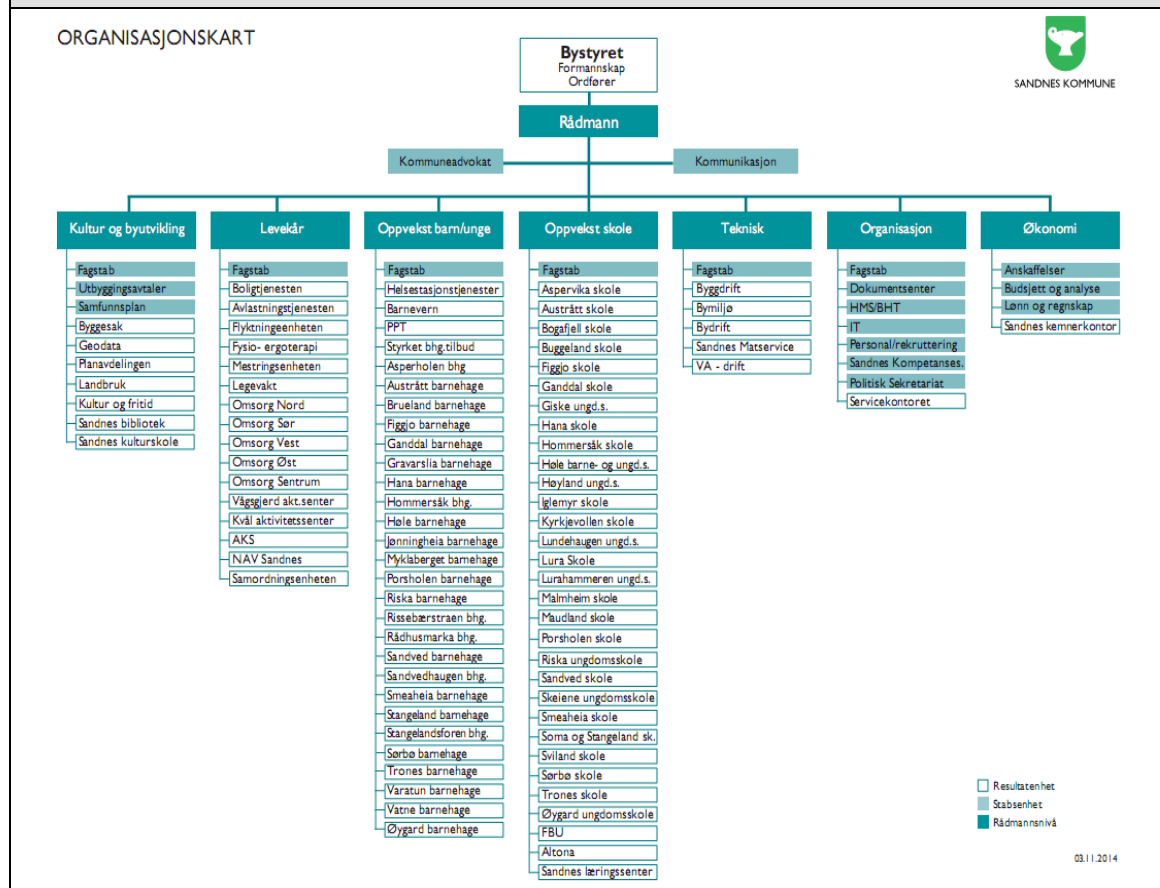 ORGANISASJONSKART
Bystyret
Formannskap
Ordfører
SANDNES KOMMUNE
Rådmann
Kommuneadvokat
Kommunikasjon
Kultur og byutvikling
Fagstab
Utbyggingsavtaler
Samfunnsplan
Byggesak
Geodata
Planavdelingen
Landbruk
Kultur og fritid
Sandnes bibliotek
Sandnes kulturskole
Levekår
Fagstab
Boligtjenesten
Avlastningstjenesten
Flyktningeenheten
Fysio- ergoterapi
Mestringsenheten
Legevakt
Omsorg Nord
Omsorg Sør
Omsorg Vest
Omsorg Øst
Omsorg Sentrum
Vågsgjerd akt.senter
Kvål aktivitetssenter
AKS
NAV Sandnes
Samordningsenheten
Oppvekst barn/unge
Fagstab
Helsestasjonstjenester
Barnevern
PPT
Styrket bhg.tilbud
Asperholen bhg
Austrått barnehage
Brueland barnehage
Figgjo barnehage
Ganddal barnehage
Gravarslia barnehage
Hana barnehage
Hommersåk bhg.
Høle barnehage
Jønningheia barnehage
Myklaberget barnehage
Porsholen barnehage
Riska barnehage
Rissebærstraen bhg.
Rådhusmarka bhg.
Sandved barnehage
Sandvedhaugen bhg.
Smeaheia barnehage
Stangeland barnehage
Stangelandsforen bhg.
Sørbø barnehage
Trones barnehage
Varatun barnehage
Vatne barnehage
Øygard barnehage
Oppvekst skole
Fagstab
Aspervika skole
Austrått skole
Bogafjell skole
Buggeland skole
Figgjo skole
Ganddal skole
Giske ungd.s.
Hana skole
Hommersåk skole
Høle barne- og ungd.s.
Høyland ungd.s.
Iglemyr skole
Kyrkjevollen skole
Lundehaugen ungd.s.
Lura Skole
Lurahammeren ungd.s.
Malmheim skole
Maudland skole
Porsholen skole
Riska ungdomsskole
Sandved skole
Skeiene ungdomsskole
Smeaheia skole
Soma og Stangeland sk.
Sviland skole
Sørbø skole
Trones skole
Øygard ungdomsskole
FBU
Altona
Sandnes læringssenter
Teknisk
Fagstab
Byggdrift
Bymiljø
Bydrift
Sandnes Matservice
VA - drift
Organisasjon
Fagstab
Dokumentsenter
HMS/BHT
IT
Personal/rekruttering
Sandnes Kompetanses.
Politisk Sekretariat
Servicekontoret
Økonomi
Anskaffelser
Budsjett og analyse
Lønn og regnskap
Sandnes kemnerkontor
Resultatenhet
Stabsenhet
Rådmannsnivå
03.11.2014